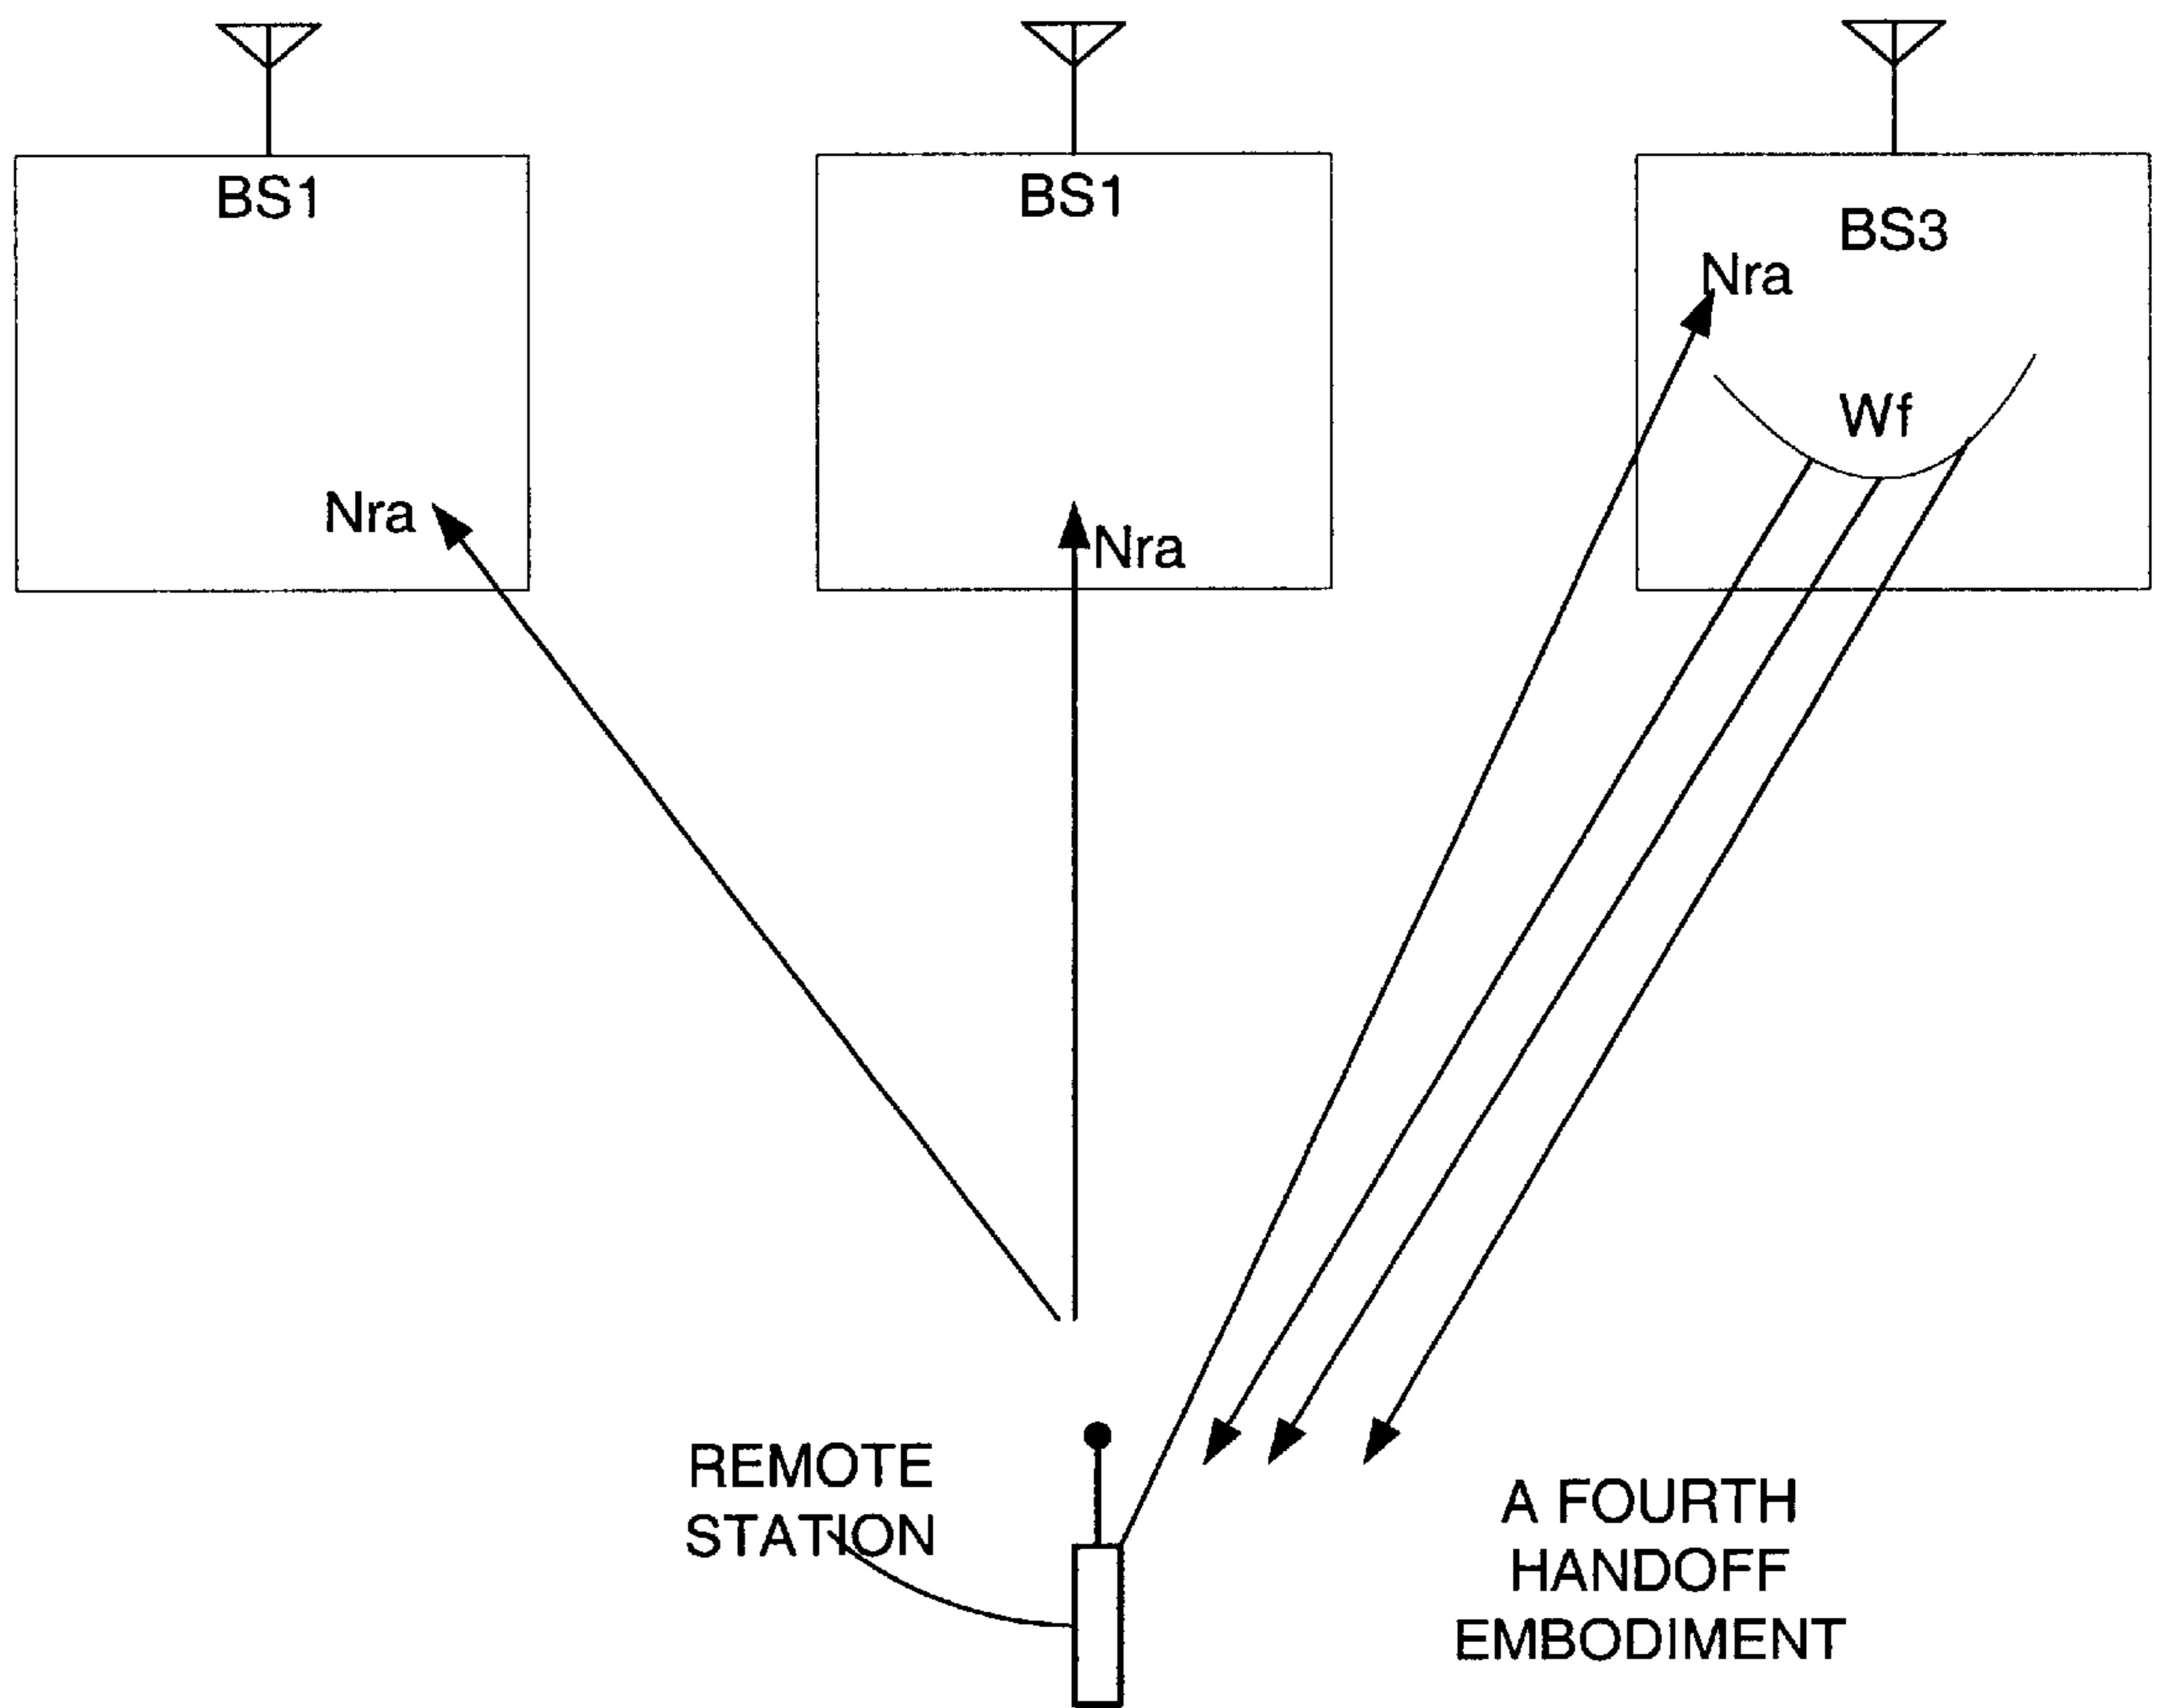 BS1
BS1
BS3
Nra
Wf
Nra
Nra
REMOTE
STATION
A FOURTH
HANDOFF
EMBODIMENT